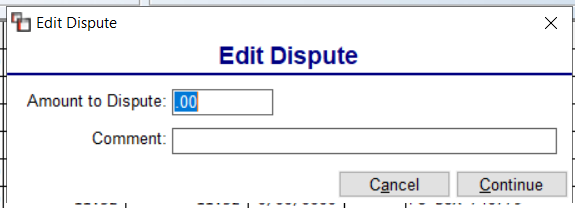 Edit Dispute
Edit Dispute
Amount to Dispute: .00
Comment:
Cancel Continue